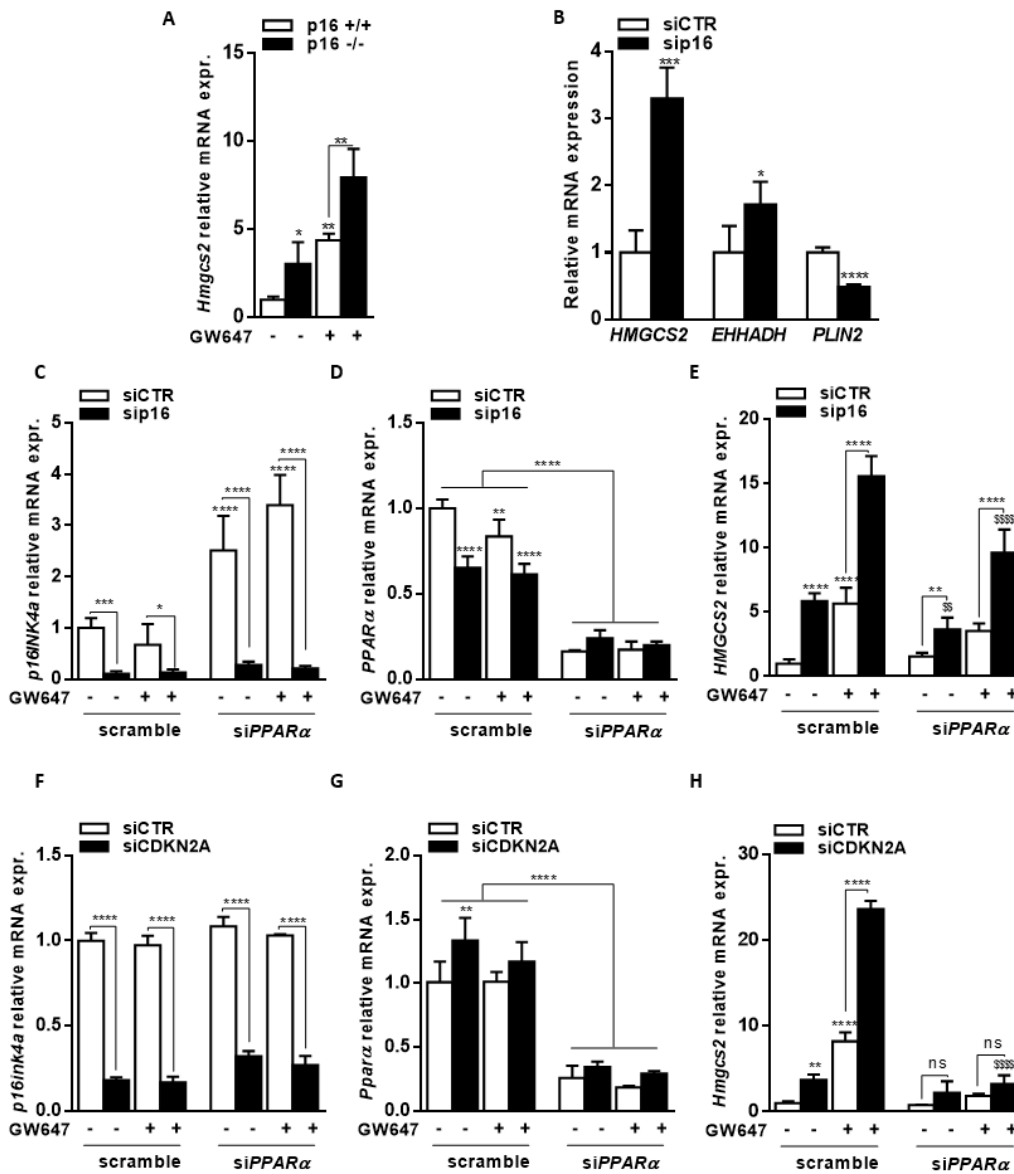 A
p16 +/+
p16 -/-
Hmgcs2 relative mRNA expr.
15
10
5
0
*
**
**
GW647 - - + +
B
siCTR
sip16
Relative mRNA expression
4
3
2
1
0
***
*
****
HMGCS2 EHHADH PLIN2
C
siCTR
sip16
p16INK4a relative mRNA expr.
5
4
3
2
1
0
***
*
****
****
****
****
GW647 - - + + - - + +
scramble siPPARα
D
siCTR
sip16
PPARα relative mRNA expr.
1.5
1.0
0.5
0.0
****
****
**
****
GW647 - - + + - - + +
scramble siPPARα
E
siCTR
sip16
HMGCS2 relative mRNA expr.
20
15
10
5
0
****
****
****
**
$$
****
$$$$
GW647 - - + + - - + +
scramble siPPARα
F
siCTR
siCDKN2A
p16ink4a relative mRNA expr.
1.5
1.0
0.5
0.0
****
****
****
****
GW647 - - + + - - + +
scramble siPPARα
G
siCTR
siCDKN2A
Pparα relative mRNA expr.
2.0
1.5
1.0
0.5
0.0
****
**
GW647 - - + + - - + +
scramble siPPARα
H
siCTR
siCDKN2A
Hmgcs2 relative mRNA expr.
30
20
10
0
**
****
****
ns
ns
$$$$
GW647 - - + + - - + +
scramble siPPARα